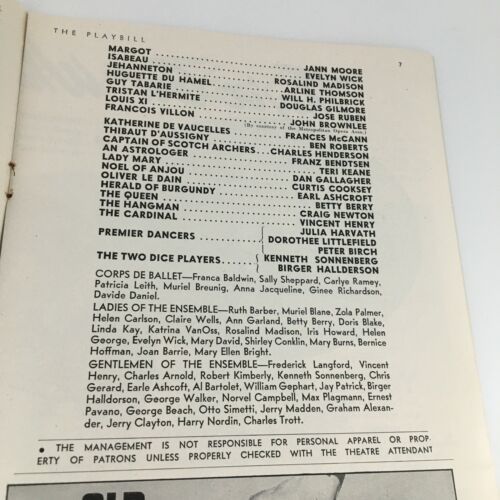 THE PLAYBILL
7
MARGOT ........ JANN MOORE
ISABEAU ........ EVELYN WICK
JEHANNETON ........ ROSALIND MADISON
HUGUETTE DU HAMEL ........ ARLINE THOMSON
GUY TABARIE ........ WILL H. PHILBRICK
TRISTAN L'HERMITE ........ DOUGLAS GILMORE
LOUIS XI ........ JOSE RUBEN
FRANCOIS VILLON ........ JOHN BROWNLEE
(By courtesy of the Metropolitan Opera Assn.)
KATHERINE DE VAUCELLES ........ FRANCES McCANN
THIBAUT D'AUSSIGNY ........ BEN ROBERTS
CAPTAIN OF SCOTCH ARCHERS ... CHARLES HENDERSON
AN ASTROLOGER ........ FRANZ BENDTSEN
LADY MARY ........ TERI KEANE
NOEL OF ANJOU ........ DAN GALLAGHER
OLIVER LE DAIN ........ CURTIS COOKSEY
HERALD OF BURGUNDY ........ EARL ASHCROFT
THE QUEEN ........ BETTY BERRY
THE HANGMAN ........ CRAIG NEWTON
THE CARDINAL ........ VINCENT HENRY
JULIA HARVATH
PREMIER DANCERS ........ DOROTHEE LITTLEFIELD
PETER BIRCH
THE TWO DICE PLAYERS...... KENNETH SONNENBERG
BIRGER HALLDERSON
CORPS DE BALLET—Franca Baldwin, Sally Sheppard, Carlye Ramey,
Patricia Leith, Muriel Breunig, Anna Jacqueline, Ginee Richardson,
Davide Daniel.
LADIES OF THE ENSEMBLE—Ruth Barber, Muriel Blane, Zola Palmer,
Helen Carlson, Claire Wells, Ann Garland, Betty Berry, Doris Blake,
Linda Kay, Katrina VanOss, Rosalind Madison, Iris Howard, Helen
George, Evelyn Wick, Mary David, Shirley Conklin, Mary Burns, Bernice
Hoffman, Joan Barrie, Mary Ellen Bright.
GENTLEMEN OF THE ENSEMBLE—Frederick Langford, Vincent
Henry, Charles Arnold, Robert Kimberly, Kenneth Sonnenberg, Chris
Gerard, Earle Ashcoft, Al Bartolet, William Gephart, Jay Patrick, Birger
Halldorson, George Walker, Norvel Campbell, Max Plagmann, Ernest
Pavano, George Beach, Otto Simetti, Jerry Madden, Graham Alexan-
der, Jerry Clayton, Harry Nordin, Charles Trott.
● THE MANAGEMENT IS NOT RESPONSIBLE FOR PERSONAL APPAREL OR PROP-
ERTY OF PATRONS UNLESS PROPERLY CHECKED WITH THE THEATRE ATTENDANT
OLD